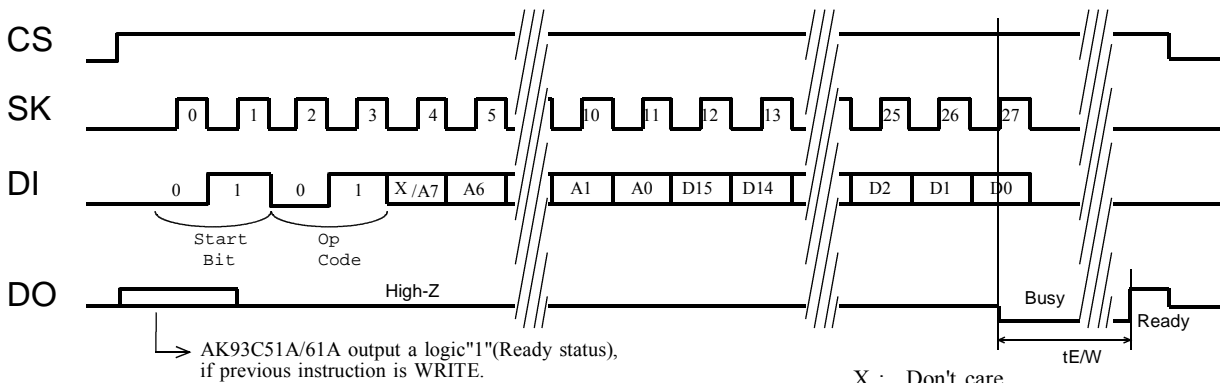 CS
SK
0 1 2 3 4 5 10 11 12 13 25 26 27
DI
0 1 0 1 X/A7 A6 A1 A0 D15 D14 D2 D1 D0
Start Bit
Op Code
DO
High-Z
Busy
Ready
tE/W
AK93C51A/61A output a logic"1"(Ready status),
if previous instruction is WRITE.
X : Don't care